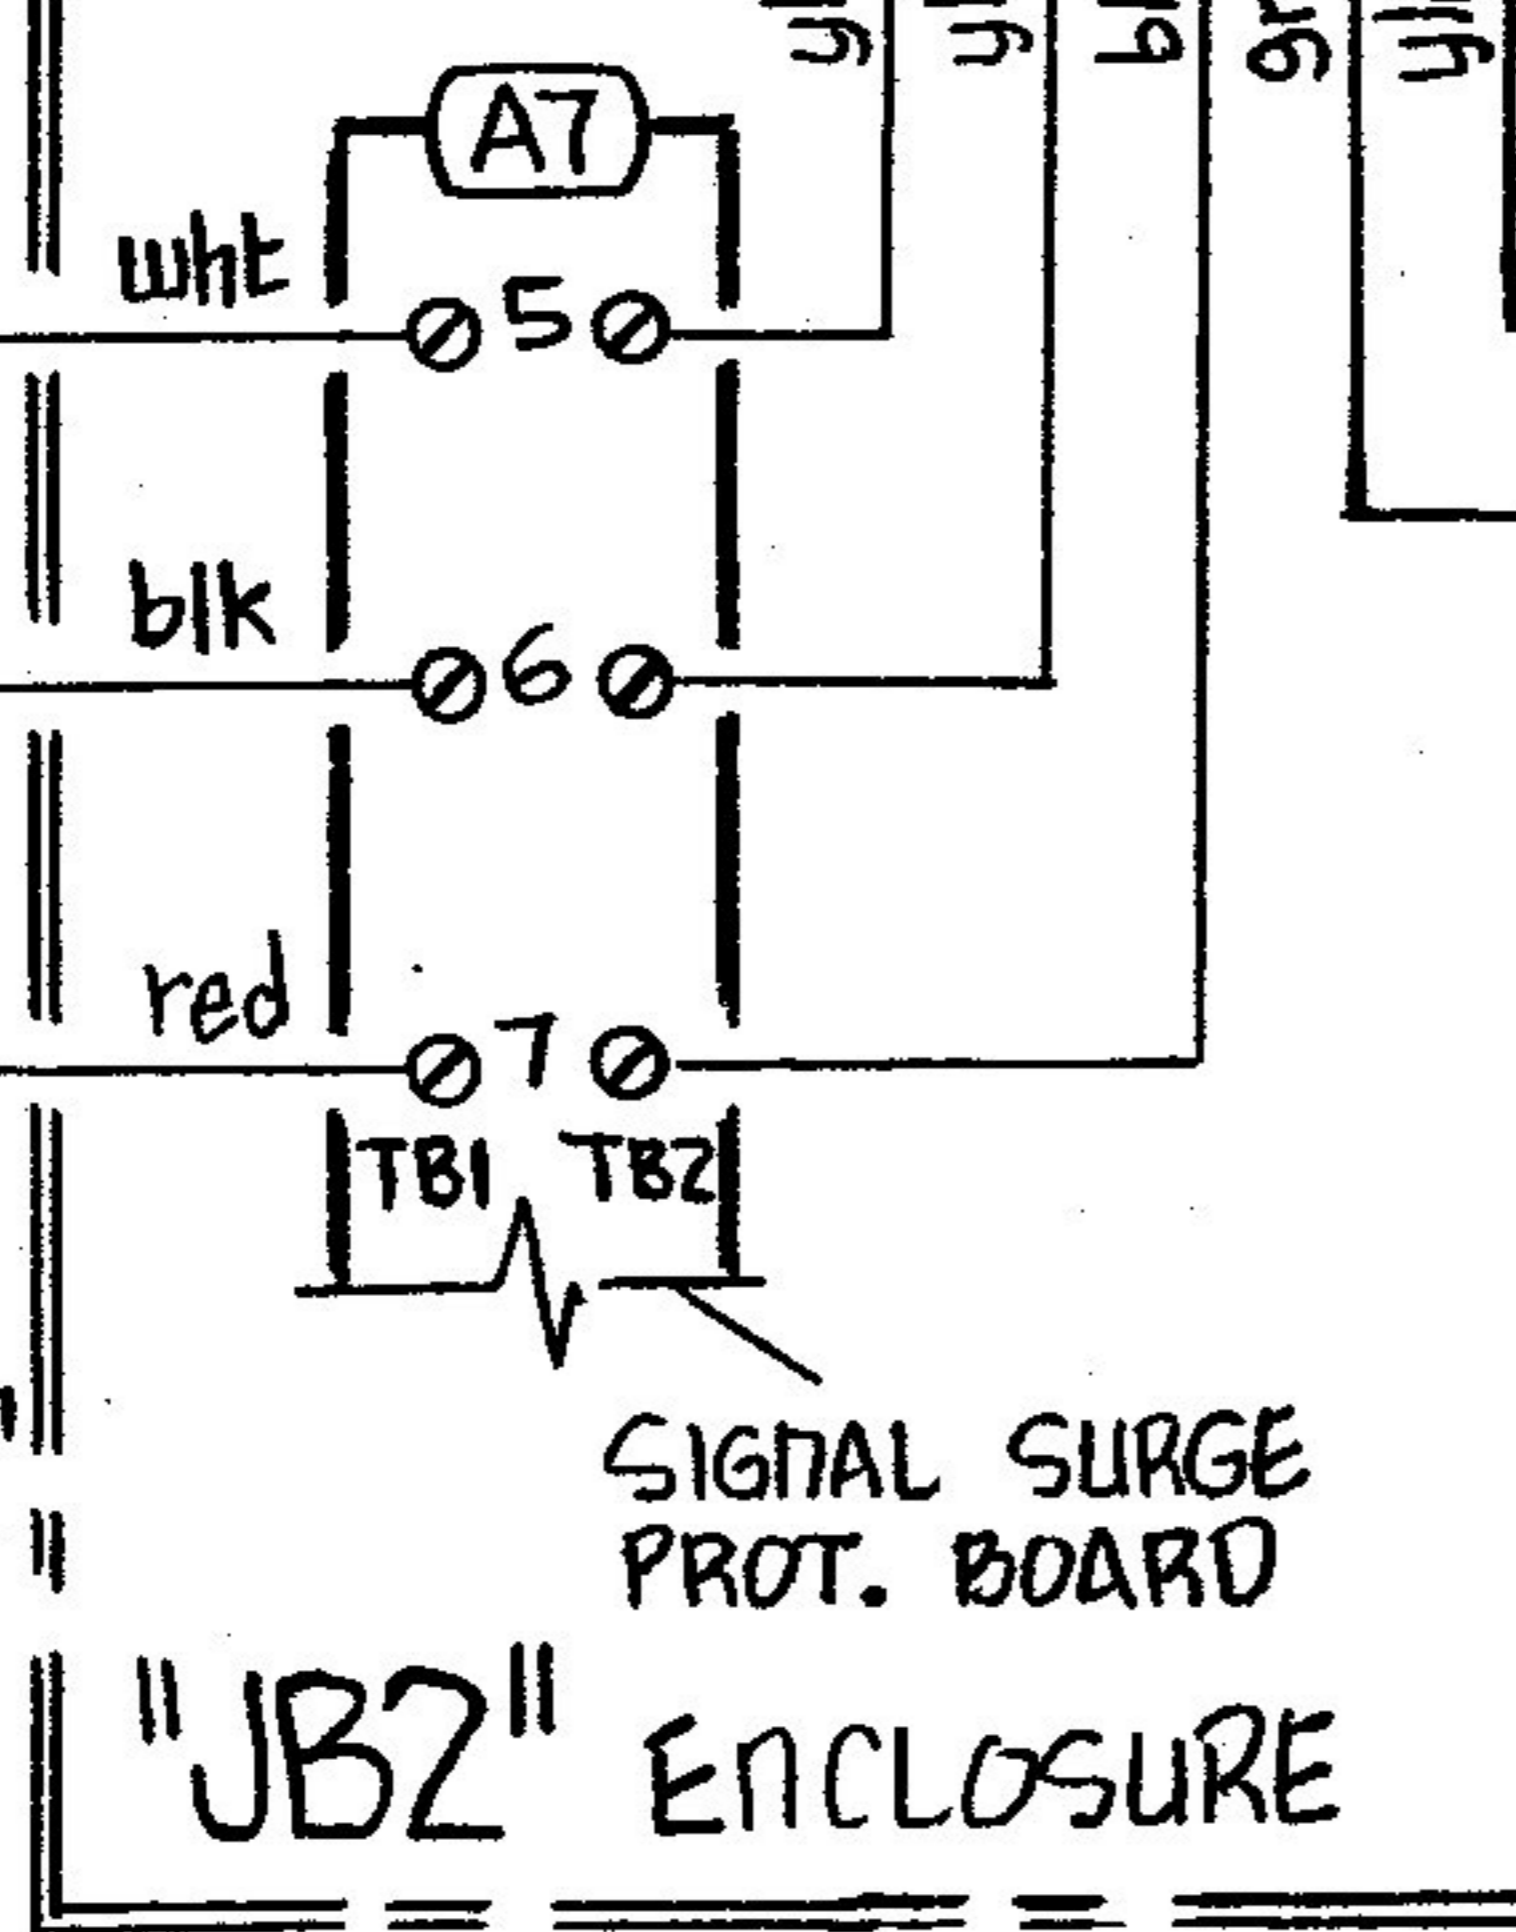 A7
wht
5
blk
6
red
7
TB1 TB2
SIGNAL SURGE
PROT. BOARD
"JB2" ENCLOSURE